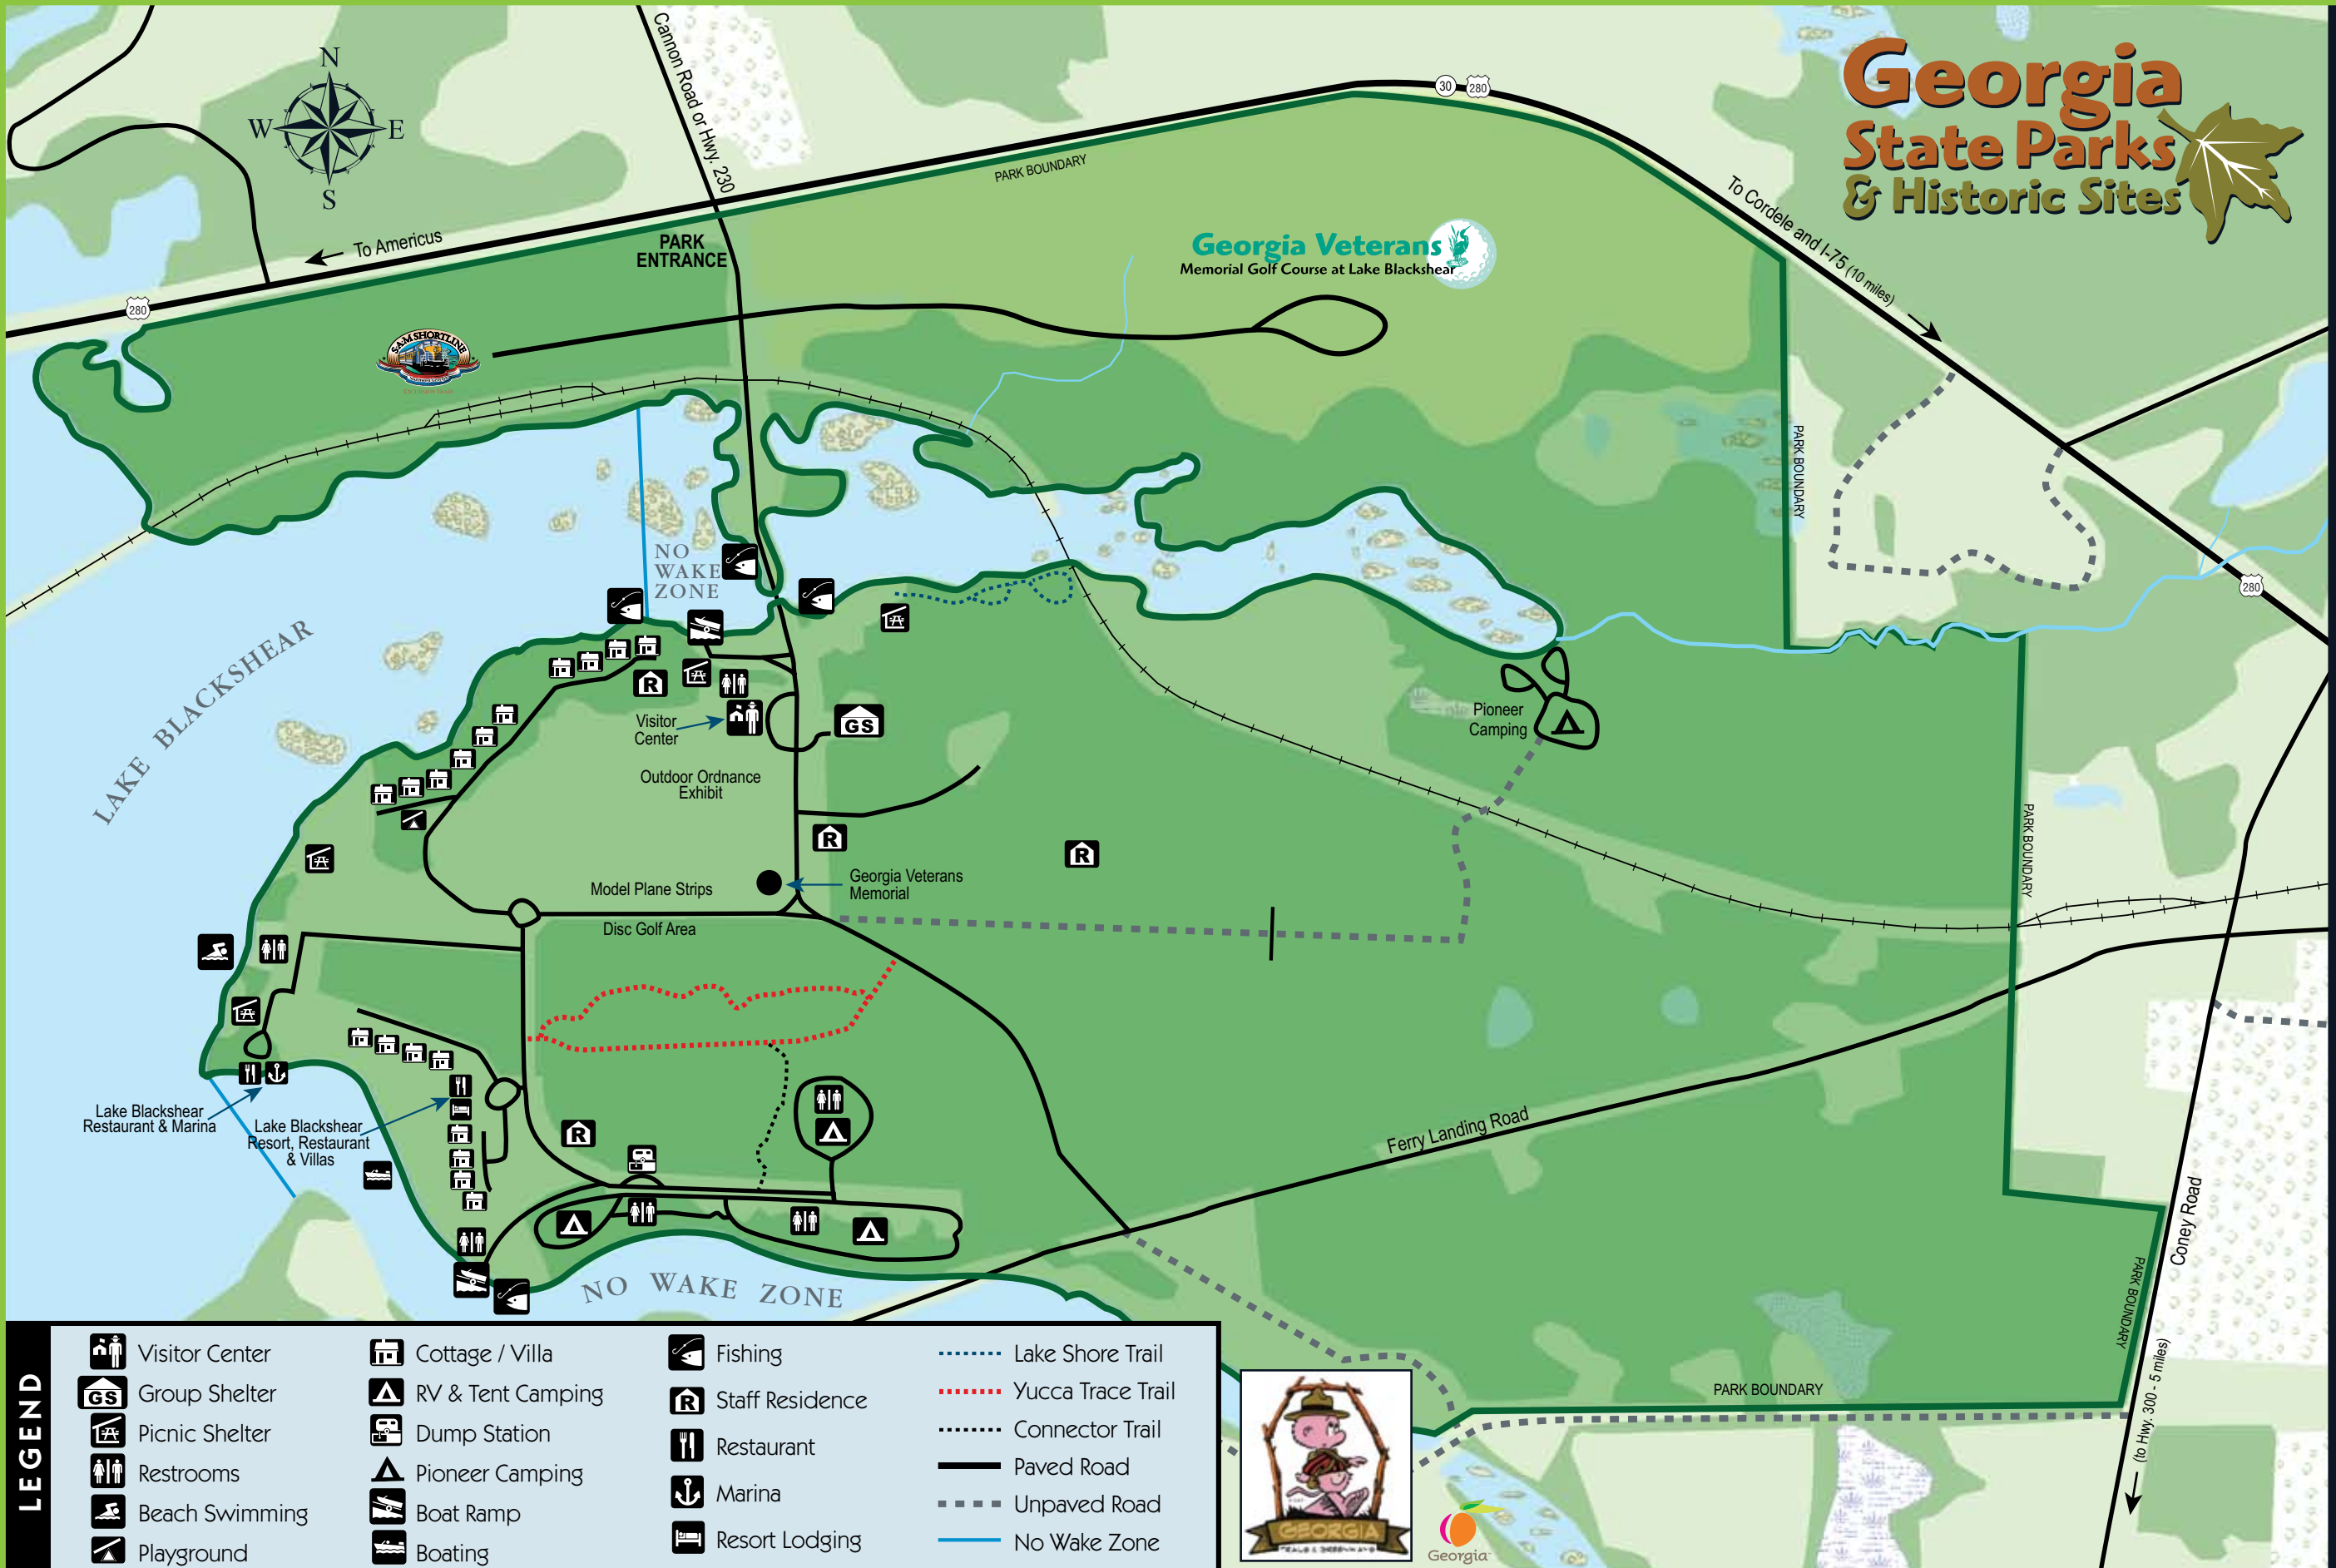 Georgia
State Parks
& Historic Sites
N
W
E
S
Cannon Road or Hwy. 230
30
280
PARK BOUNDARY
To Cordele and I-75 (10 miles)
To Americus
280
PARK
ENTRANCE
Georgia Veterans
Memorial Golf Course at Lake Blackshear
SAM SHORTLINE
PARK BOUNDARY
NO
WAKE
ZONE
280
LAKE BLACKSHEAR
R
Visitor
Center
GS
Pioneer
Camping
Outdoor Ordnance
Exhibit
R
R
PARK BOUNDARY
Georgia Veterans
Memorial
Model Plane Strips
Disc Golf Area
Lake Blackshear
Restaurant & Marina
Lake Blackshear
Resort, Restaurant
& Villas
R
Ferry Landing Road
Coney Road
NO WAKE ZONE
PARK BOUNDARY
PARK BOUNDARY
(to Hwy. 300 - 5 miles)
LEGEND
Visitor Center
GS Group Shelter
Picnic Shelter
Restrooms
Beach Swimming
Playground
Cottage / Villa
RV & Tent Camping
Dump Station
Pioneer Camping
Boat Ramp
Boating
Fishing
R Staff Residence
Restaurant
Marina
Resort Lodging
Lake Shore Trail
Yucca Trace Trail
Connector Trail
Paved Road
Unpaved Road
No Wake Zone
GEORGIA
Georgia